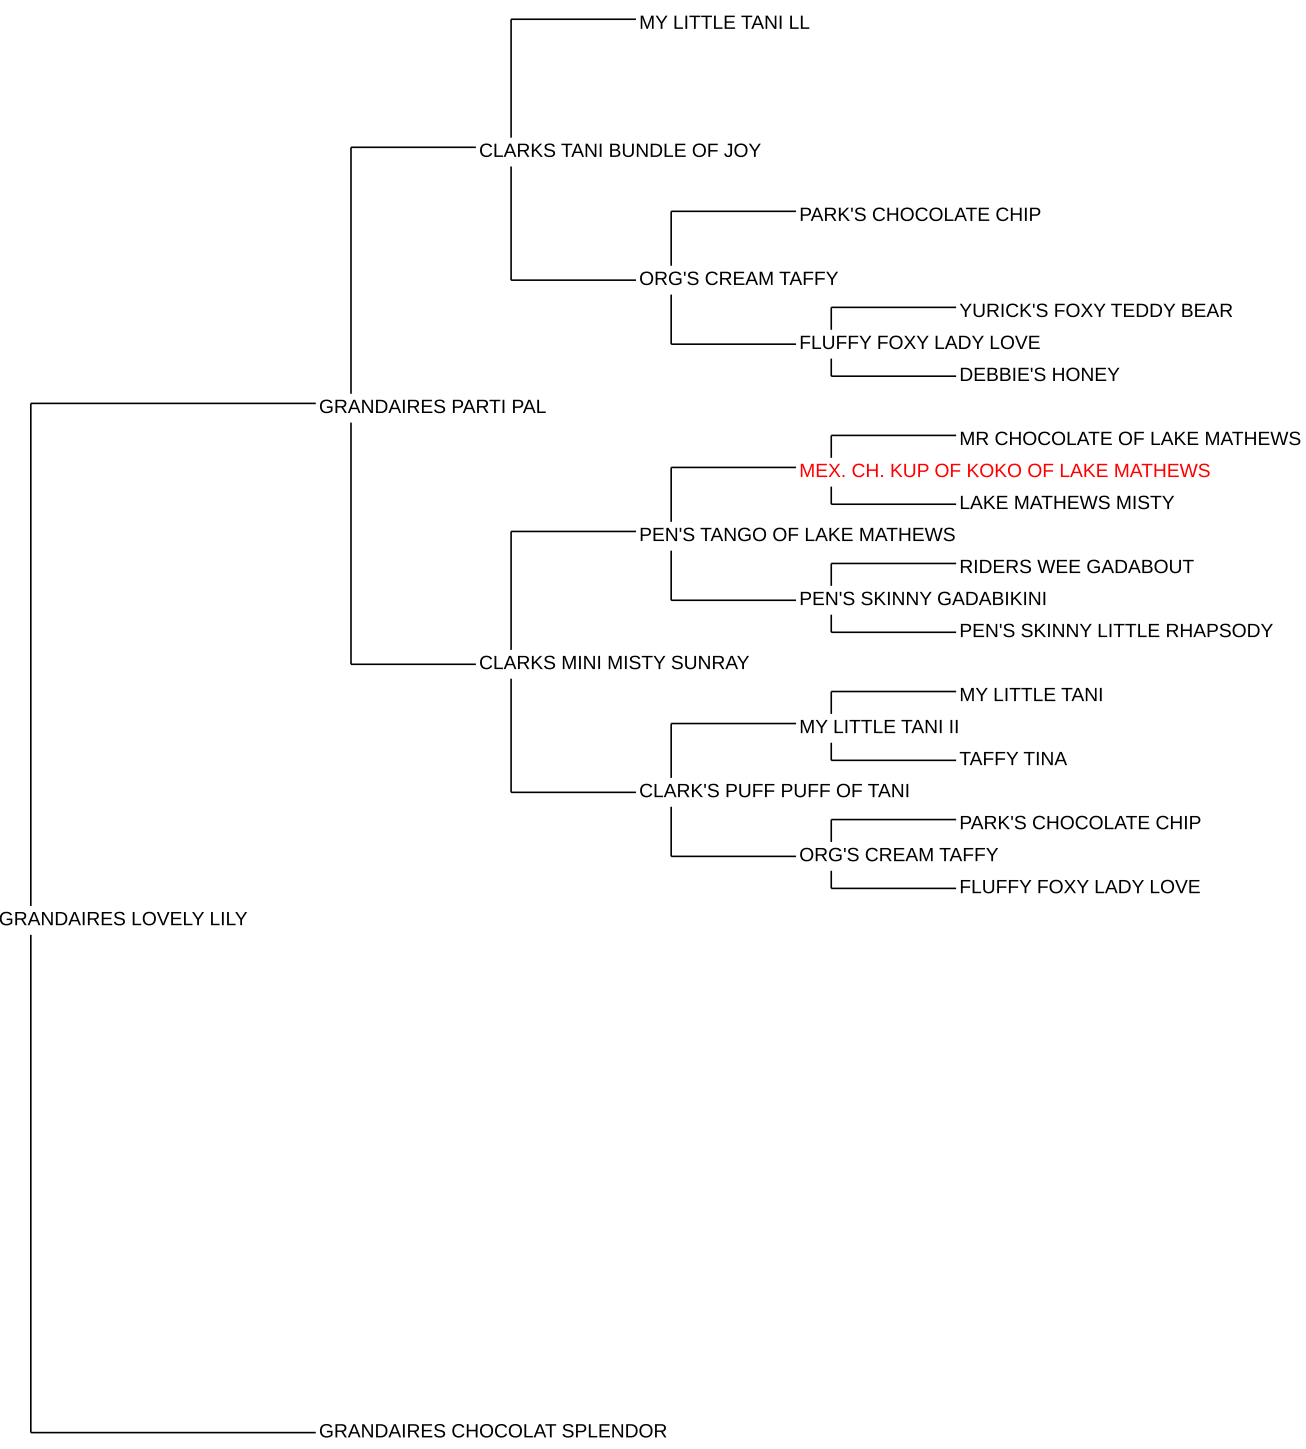 MY LITTLE TANI LL
CLARKS TANI BUNDLE OF JOY
PARK'S CHOCOLATE CHIP
ORG'S CREAM TAFFY
YURICK'S FOXY TEDDY BEAR
FLUFFY FOXY LADY LOVE
DEBBIE'S HONEY
GRANDAIRES PARTI PAL
MR CHOCOLATE OF LAKE MATHEWS
MEX. CH. KUP OF KOKO OF LAKE MATHEWS
LAKE MATHEWS MISTY
PEN'S TANGO OF LAKE MATHEWS
RIDERS WEE GADABOUT
PEN'S SKINNY GADABIKINI
PEN'S SKINNY LITTLE RHAPSODY
CLARKS MINI MISTY SUNRAY
MY LITTLE TANI
MY LITTLE TANI II
TAFFY TINA
CLARK'S PUFF PUFF OF TANI
PARK'S CHOCOLATE CHIP
ORG'S CREAM TAFFY
FLUFFY FOXY LADY LOVE
GRANDAIRES LOVELY LILY
GRANDAIRES CHOCOLAT SPLENDOR